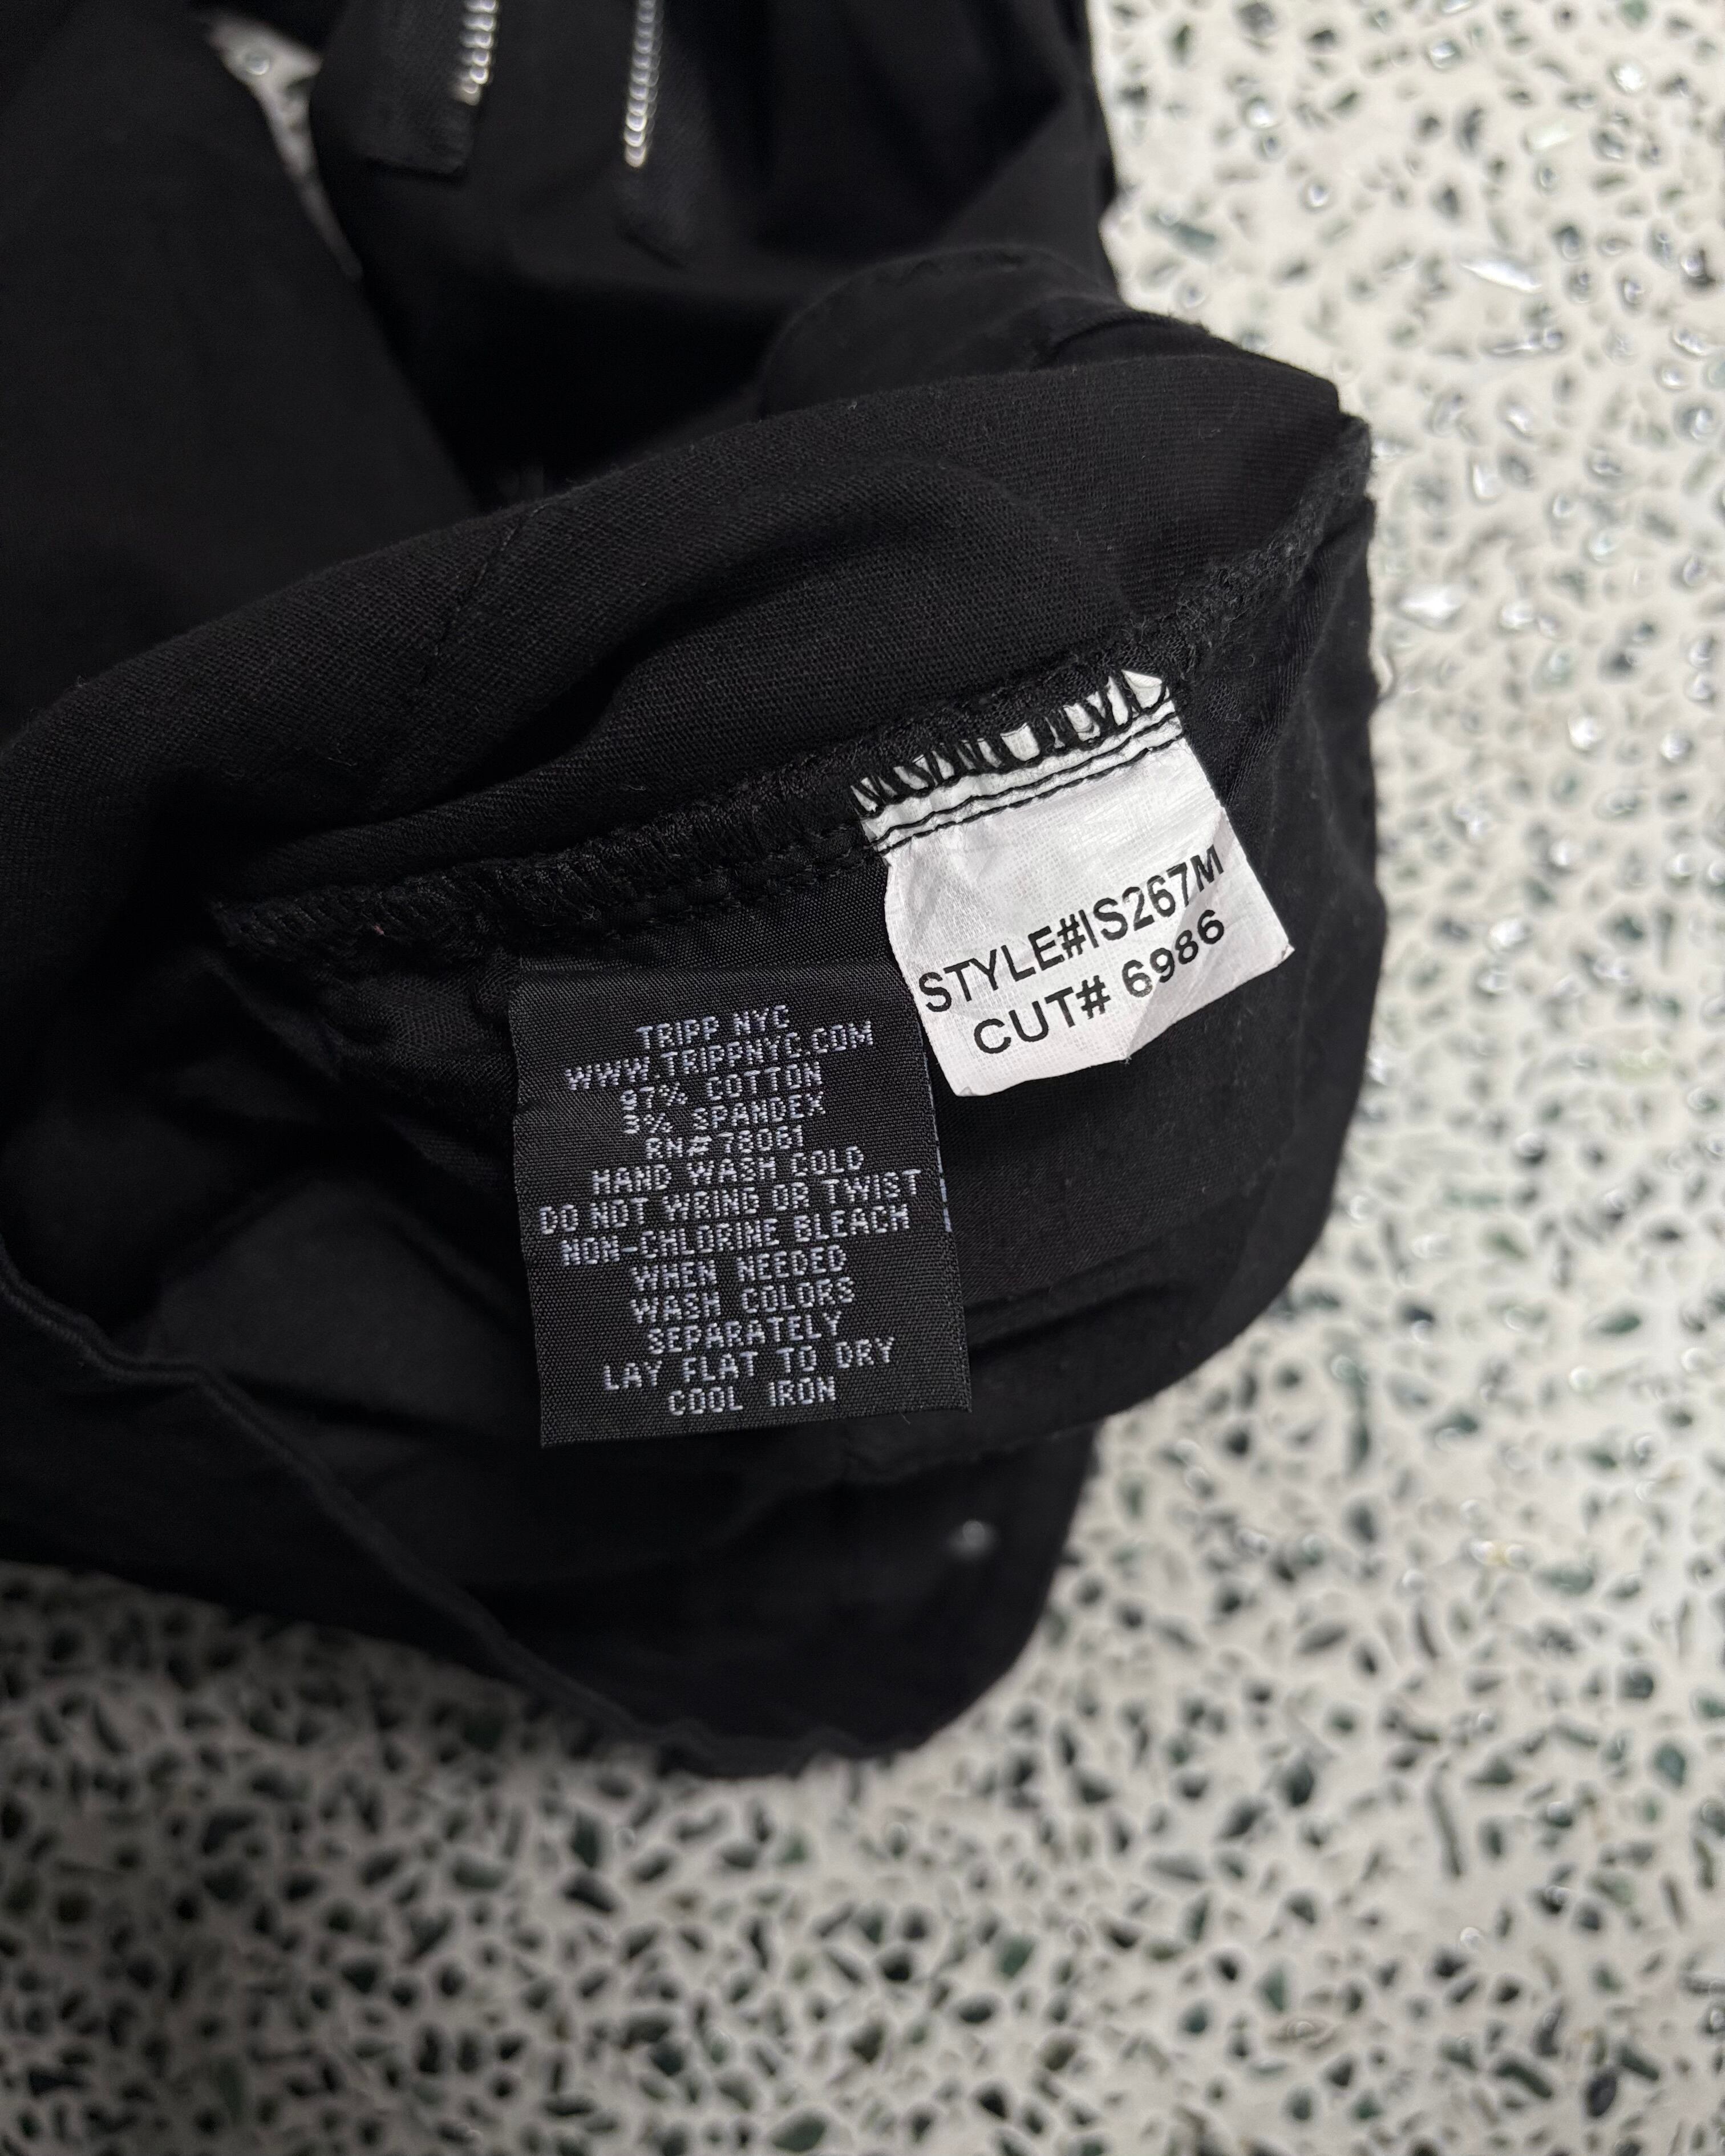 STYLE#IS267M
CUT# 6986
TRIPP NYC
WWW.TRIPPNYC.COM
97% COTTON
3% SPANDEX
RN#78061
HAND WASH COLD
DO NOT WRING OR TWIST
NON-CHLORINE BLEACH
WHEN NEEDED
WASH COLORS
SEPARATELY
LAY FLAT TO DRY
COOL IRON